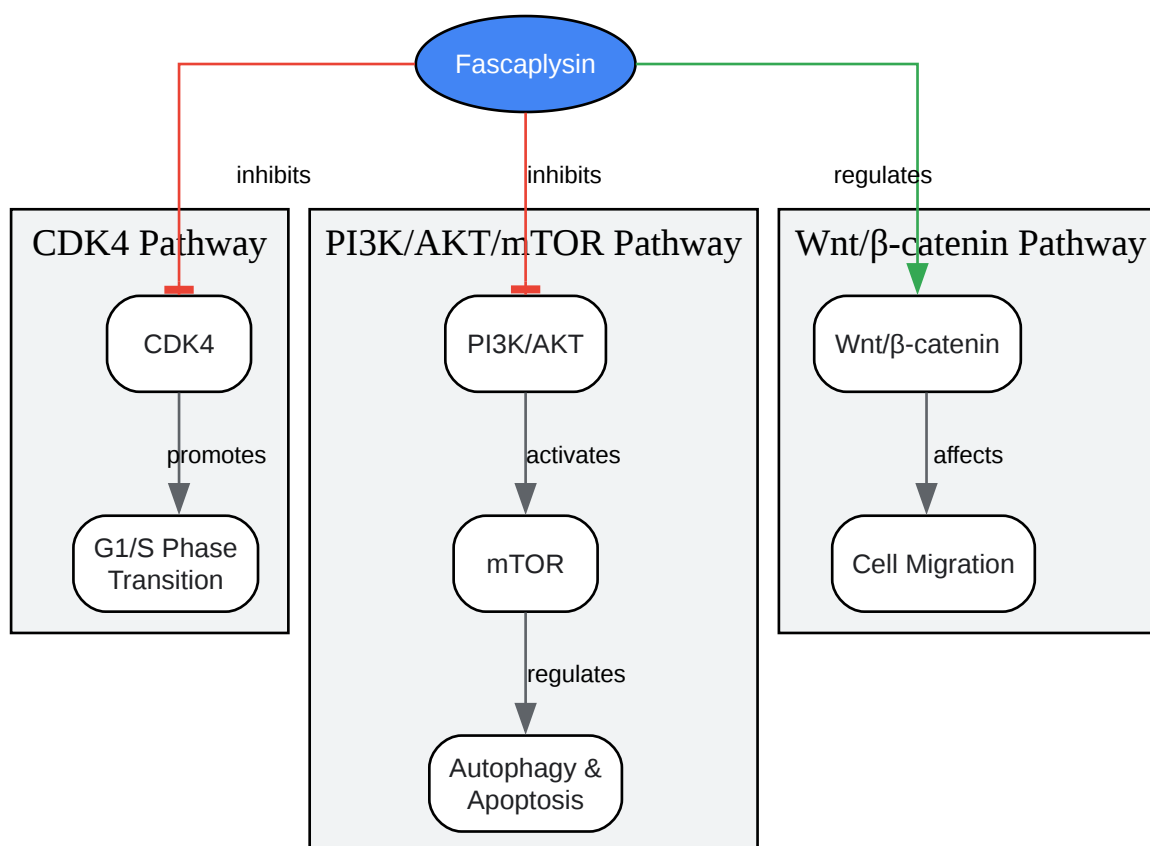 Fascaplysin
inhibits
inhibits
regulates
CDK4 Pathway
PI3K/AKT/mTOR Pathway
Wnt/β-catenin Pathway
CDK4
PI3K/AKT
Wnt/β-catenin
promotes
activates
affects
G1/S Phase
Transition
mTOR
Cell Migration
regulates
Autophagy &
Apoptosis